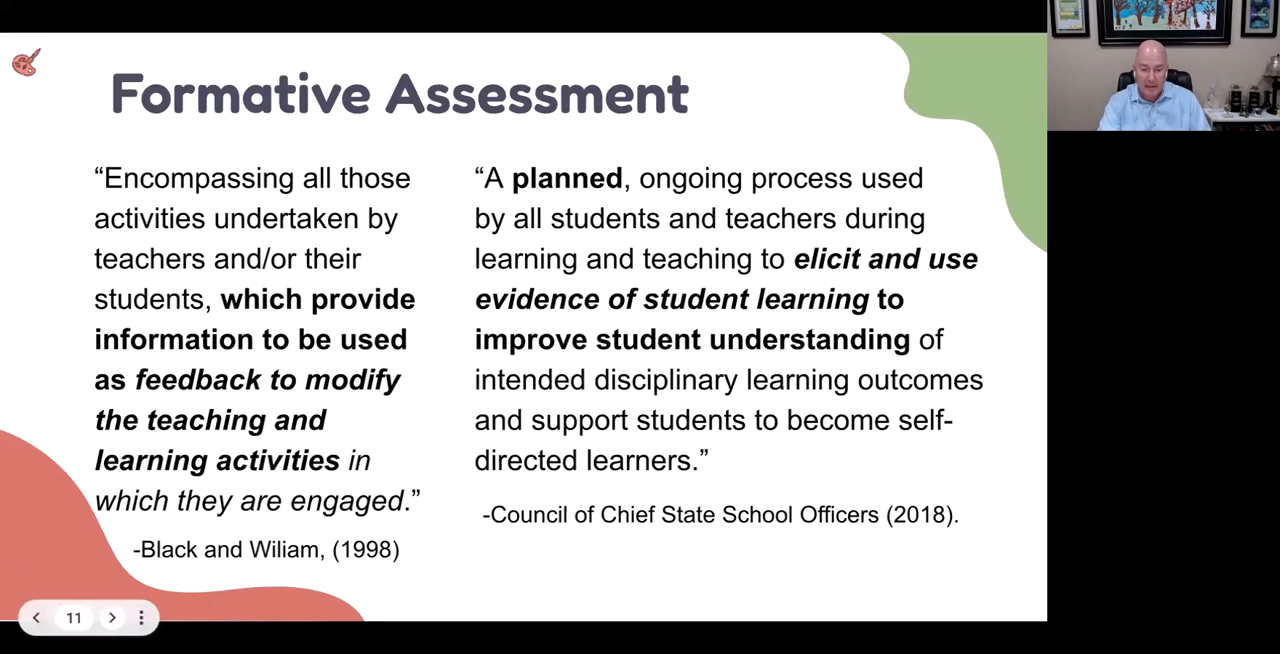 Formative Assessment
“Encompassing all those
activities undertaken by
teachers and/or their
students, which provide
information to be used
as feedback to modify
the teaching and
learning activities in
which they are engaged.”
-Black and Wiliam, (1998)
“A planned, ongoing process used
by all students and teachers during
learning and teaching to elicit and use
evidence of student learning to
improve student understanding of
intended disciplinary learning outcomes
and support students to become self-
directed learners.”
-Council of Chief State School Officers (2018).
11